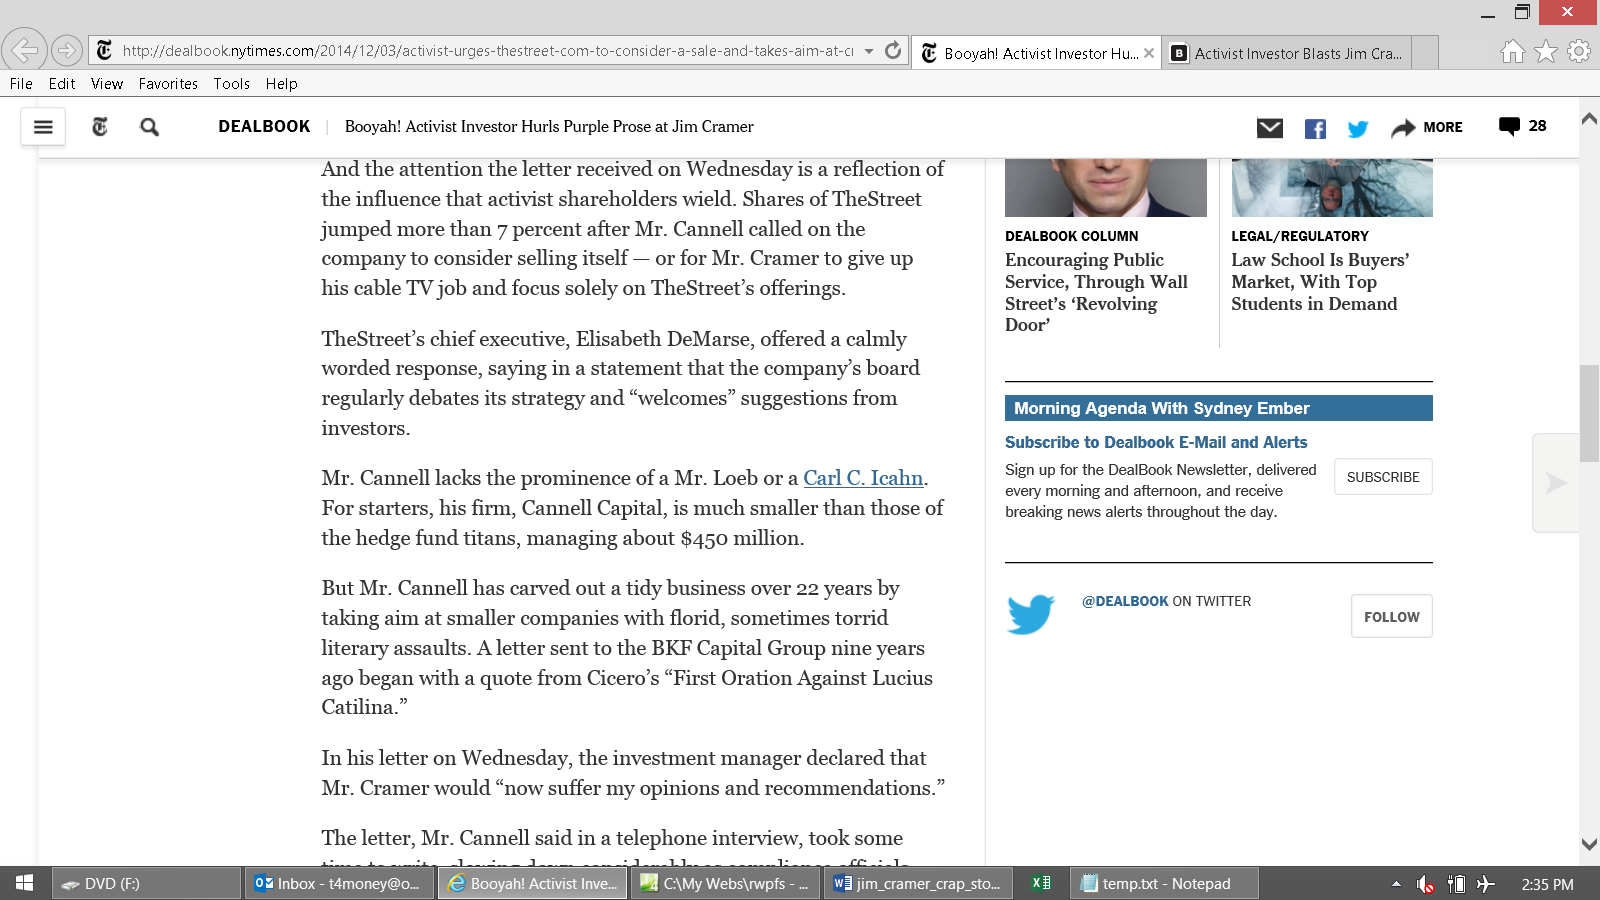 http://dealbook.nytimes.com/2014/12/03/activist-urges-thestreet-com-to-consider-a-sale-and-takes-aim-at-cr
Booyah! Activist Investor Hu...
Activist Investor Blasts Jim Cra...
File Edit View Favorites Tools Help
DEALBOOK | Booyah! Activist Investor Hurls Purple Prose at Jim Cramer
MORE 28
And the attention the letter received on Wednesday is a reflection of
the influence that activist shareholders wield. Shares of TheStreet
jumped more than 7 percent after Mr. Cannell called on the
company to consider selling itself — or for Mr. Cramer to give up
his cable TV job and focus solely on TheStreet’s offerings.
TheStreet’s chief executive, Elisabeth DeMarse, offered a calmly
worded response, saying in a statement that the company’s board
regularly debates its strategy and “welcomes” suggestions from
investors.
Mr. Cannell lacks the prominence of a Mr. Loeb or a Carl C. Icahn.
For starters, his firm, Cannell Capital, is much smaller than those of
the hedge fund titans, managing about $450 million.
But Mr. Cannell has carved out a tidy business over 22 years by
taking aim at smaller companies with florid, sometimes torrid
literary assaults. A letter sent to the BKF Capital Group nine years
ago began with a quote from Cicero’s “First Oration Against Lucius
Catilina.”
In his letter on Wednesday, the investment manager declared that
Mr. Cramer would “now suffer my opinions and recommendations.”
The letter, Mr. Cannell said in a telephone interview, took some
time to write, slowing down considerably as compliance officials
DEALBOOK COLUMN
Encouraging Public
Service, Through Wall
Street’s ‘Revolving
Door’
LEGAL/REGULATORY
Law School Is Buyers’
Market, With Top
Students in Demand
Morning Agenda With Sydney Ember
Subscribe to Dealbook E-Mail and Alerts
Sign up for the DealBook Newsletter, delivered
every morning and afternoon, and receive
breaking news alerts throughout the day.
SUBSCRIBE
@DEALBOOK ON TWITTER
FOLLOW
DVD (F:)
Inbox - t4money@o...
Booyah! Activist Inve...
C:\My Webs\rwpfs - ...
jim_cramer_crap_sto...
temp.txt - Notepad
2:35 PM